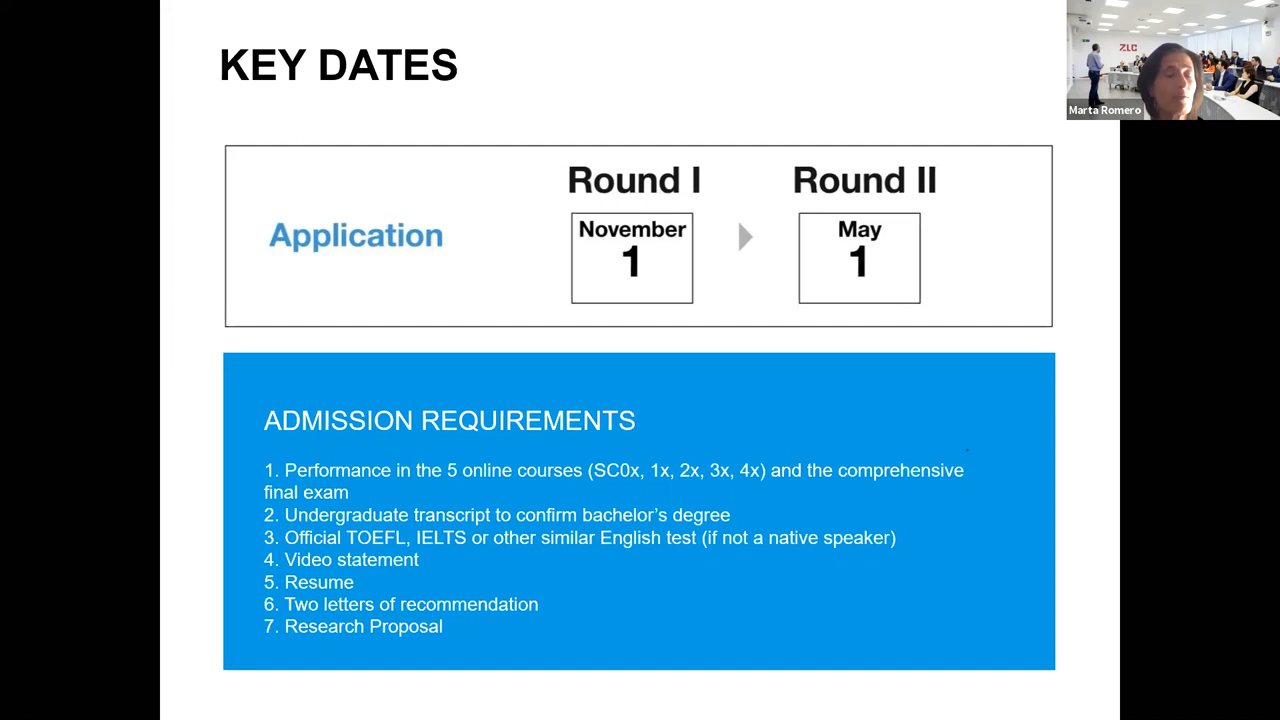 KEY DATES
ZLC
Marta Romero
Round I
Round II
Application
November
1
May
1
ADMISSION REQUIREMENTS
1. Performance in the 5 online courses (SC0x, 1x, 2x, 3x, 4x) and the comprehensive
final exam
2. Undergraduate transcript to confirm bachelor’s degree
3. Official TOEFL, IELTS or other similar English test (if not a native speaker)
4. Video statement
5. Resume
6. Two letters of recommendation
7. Research Proposal